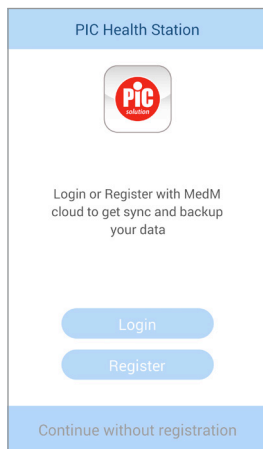 PIC Health Station
PiC
solution
Login or Register with MedM
cloud to get sync and backup
your data
Login
Register
Continue without registration